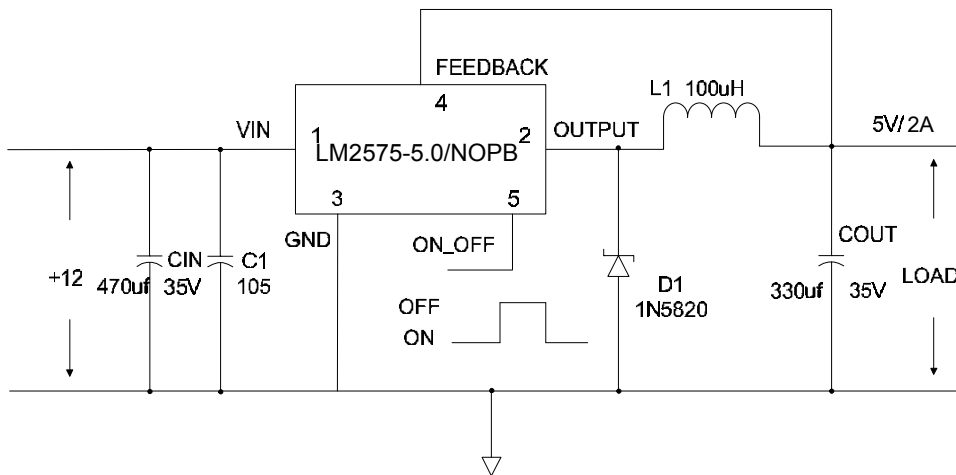 FEEDBACK
4
L1 100uH
VIN
OUTPUT
5V/2A
1
2
LM2575-5.0/NOPB
3
5
GND
ON_OFF
COUT
+12
CIN
470uf 35V
C1
105
D1
1N5820
330uf 35V
LOAD
OFF
ON